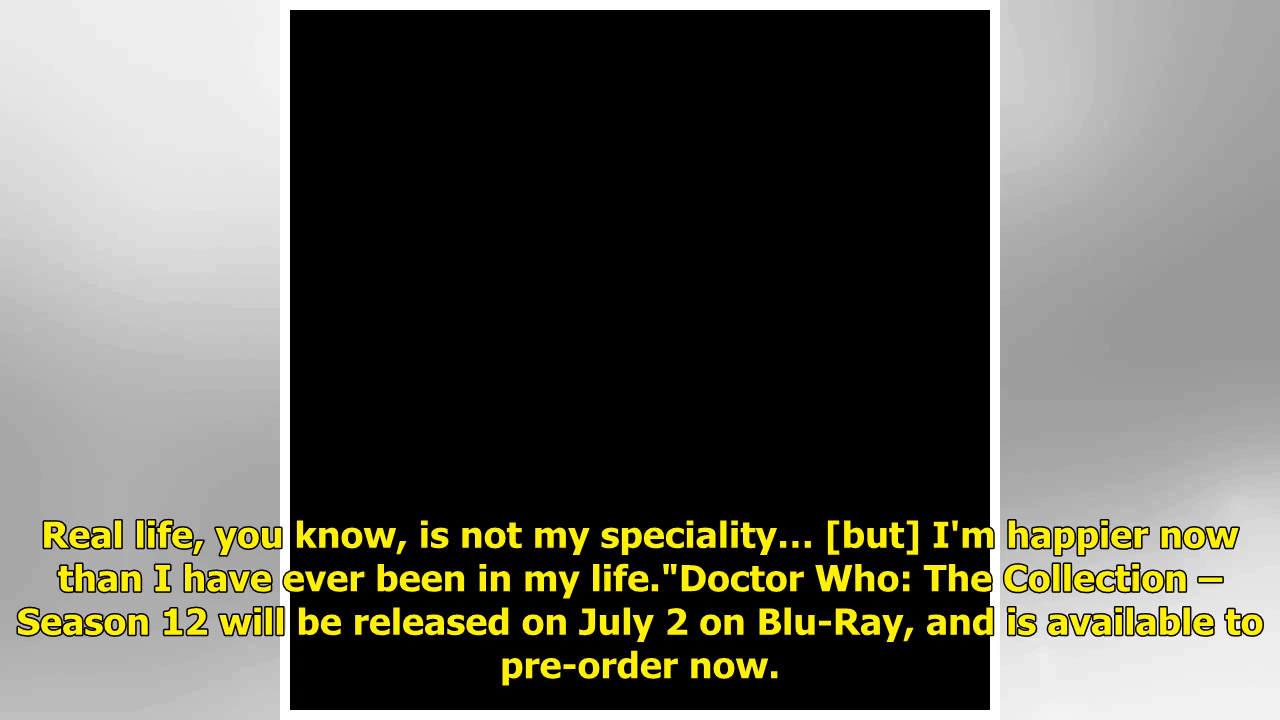 Real life, you know, is not my speciality... [but] I'm happier now
than I have ever been in my life."Doctor Who: The Collection –
Season 12 will be released on July 2 on Blu-Ray, and is available to
pre-order now.